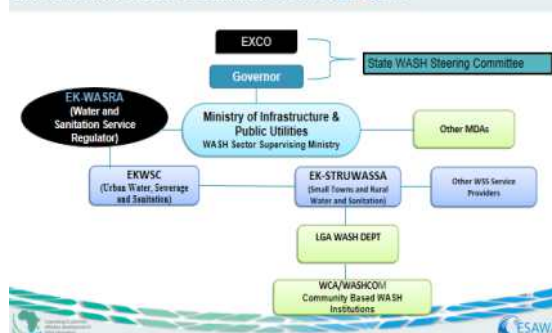 EXCO
State WASH Steering Committee
Governor
EK-WASRA
(Water and
Sanitation Service
Regulator)
Ministry of Infrastructure &
Public Utilities
WASH Sector Supervising Ministry
Other MDAs
EKWSC
(Urban Water, Sewerage
and Sanitation)
EK-STRUWASSA
(Small Towns and Rural
Water and Sanitation)
Other WSS Service
Providers
LGA WASH DEPT
WCA/WASHCOM
Community Based WASH
Institutions
ESAWA